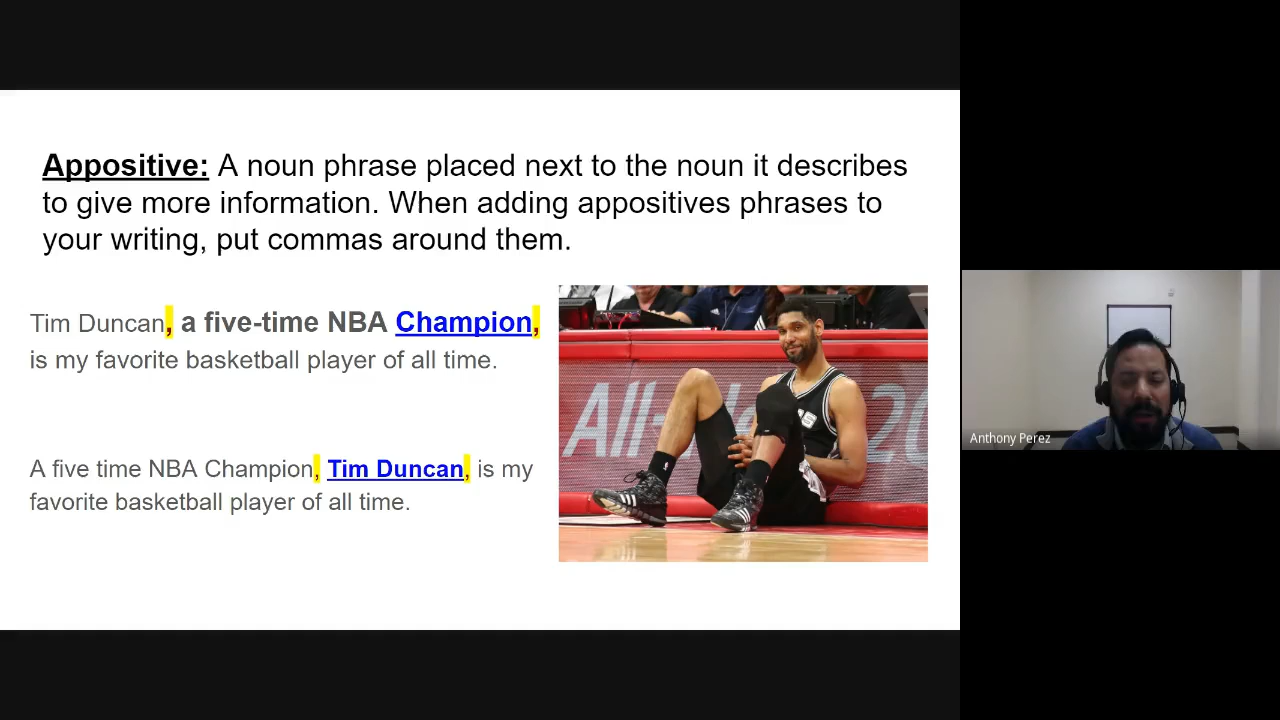 Appositive: A noun phrase placed next to the noun it describes
to give more information. When adding appositives phrases to
your writing, put commas around them.
Tim Duncan, a five-time NBA Champion,
is my favorite basketball player of all time.
A five time NBA Champion, Tim Duncan, is my
favorite basketball player of all time.
Anthony Perez